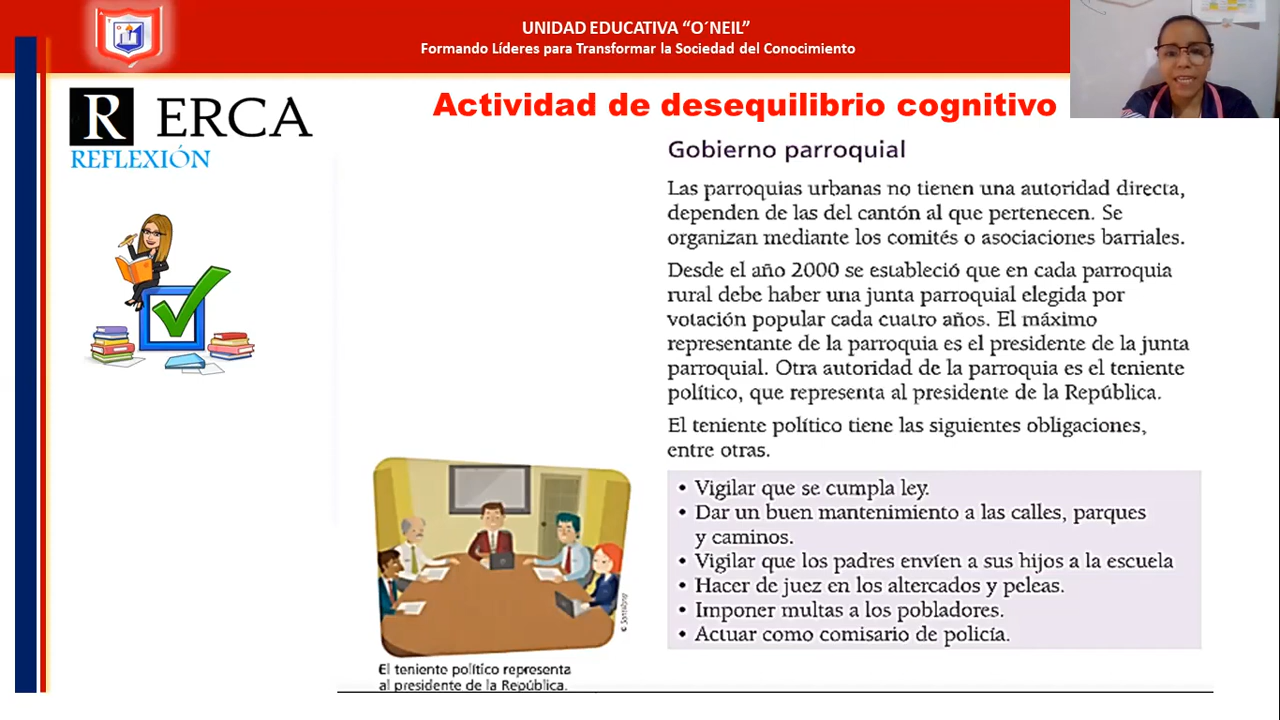 UNIDAD EDUCATIVA “O´NEIL”
Formando Líderes para Transformar la Sociedad del Conocimiento
R ERCA
REFLEXIÓN
Actividad de desequilibrio cognitivo
Gobierno parroquial
Las parroquias urbanas no tienen una autoridad directa,
dependen de las del cantón al que pertenecen. Se
organizan mediante los comités o asociaciones barriales.
Desde el año 2000 se estableció que en cada parroquia
rural debe haber una junta parroquial elegida por
votación popular cada cuatro años. El máximo
representante de la parroquia es el presidente de la junta
parroquial. Otra autoridad de la parroquia es el teniente
político, que representa al presidente de la República.
El teniente político tiene las siguientes obligaciones,
entre otras.
• Vigilar que se cumpla ley.
• Dar un buen mantenimiento a las calles, parques
y caminos.
• Vigilar que los padres envíen a sus hijos a la escuela
• Hacer de juez en los altercados y peleas.
• Imponer multas a los pobladores.
• Actuar como comisario de policía.
© Santillana
El teniente político representa
al presidente de la República.